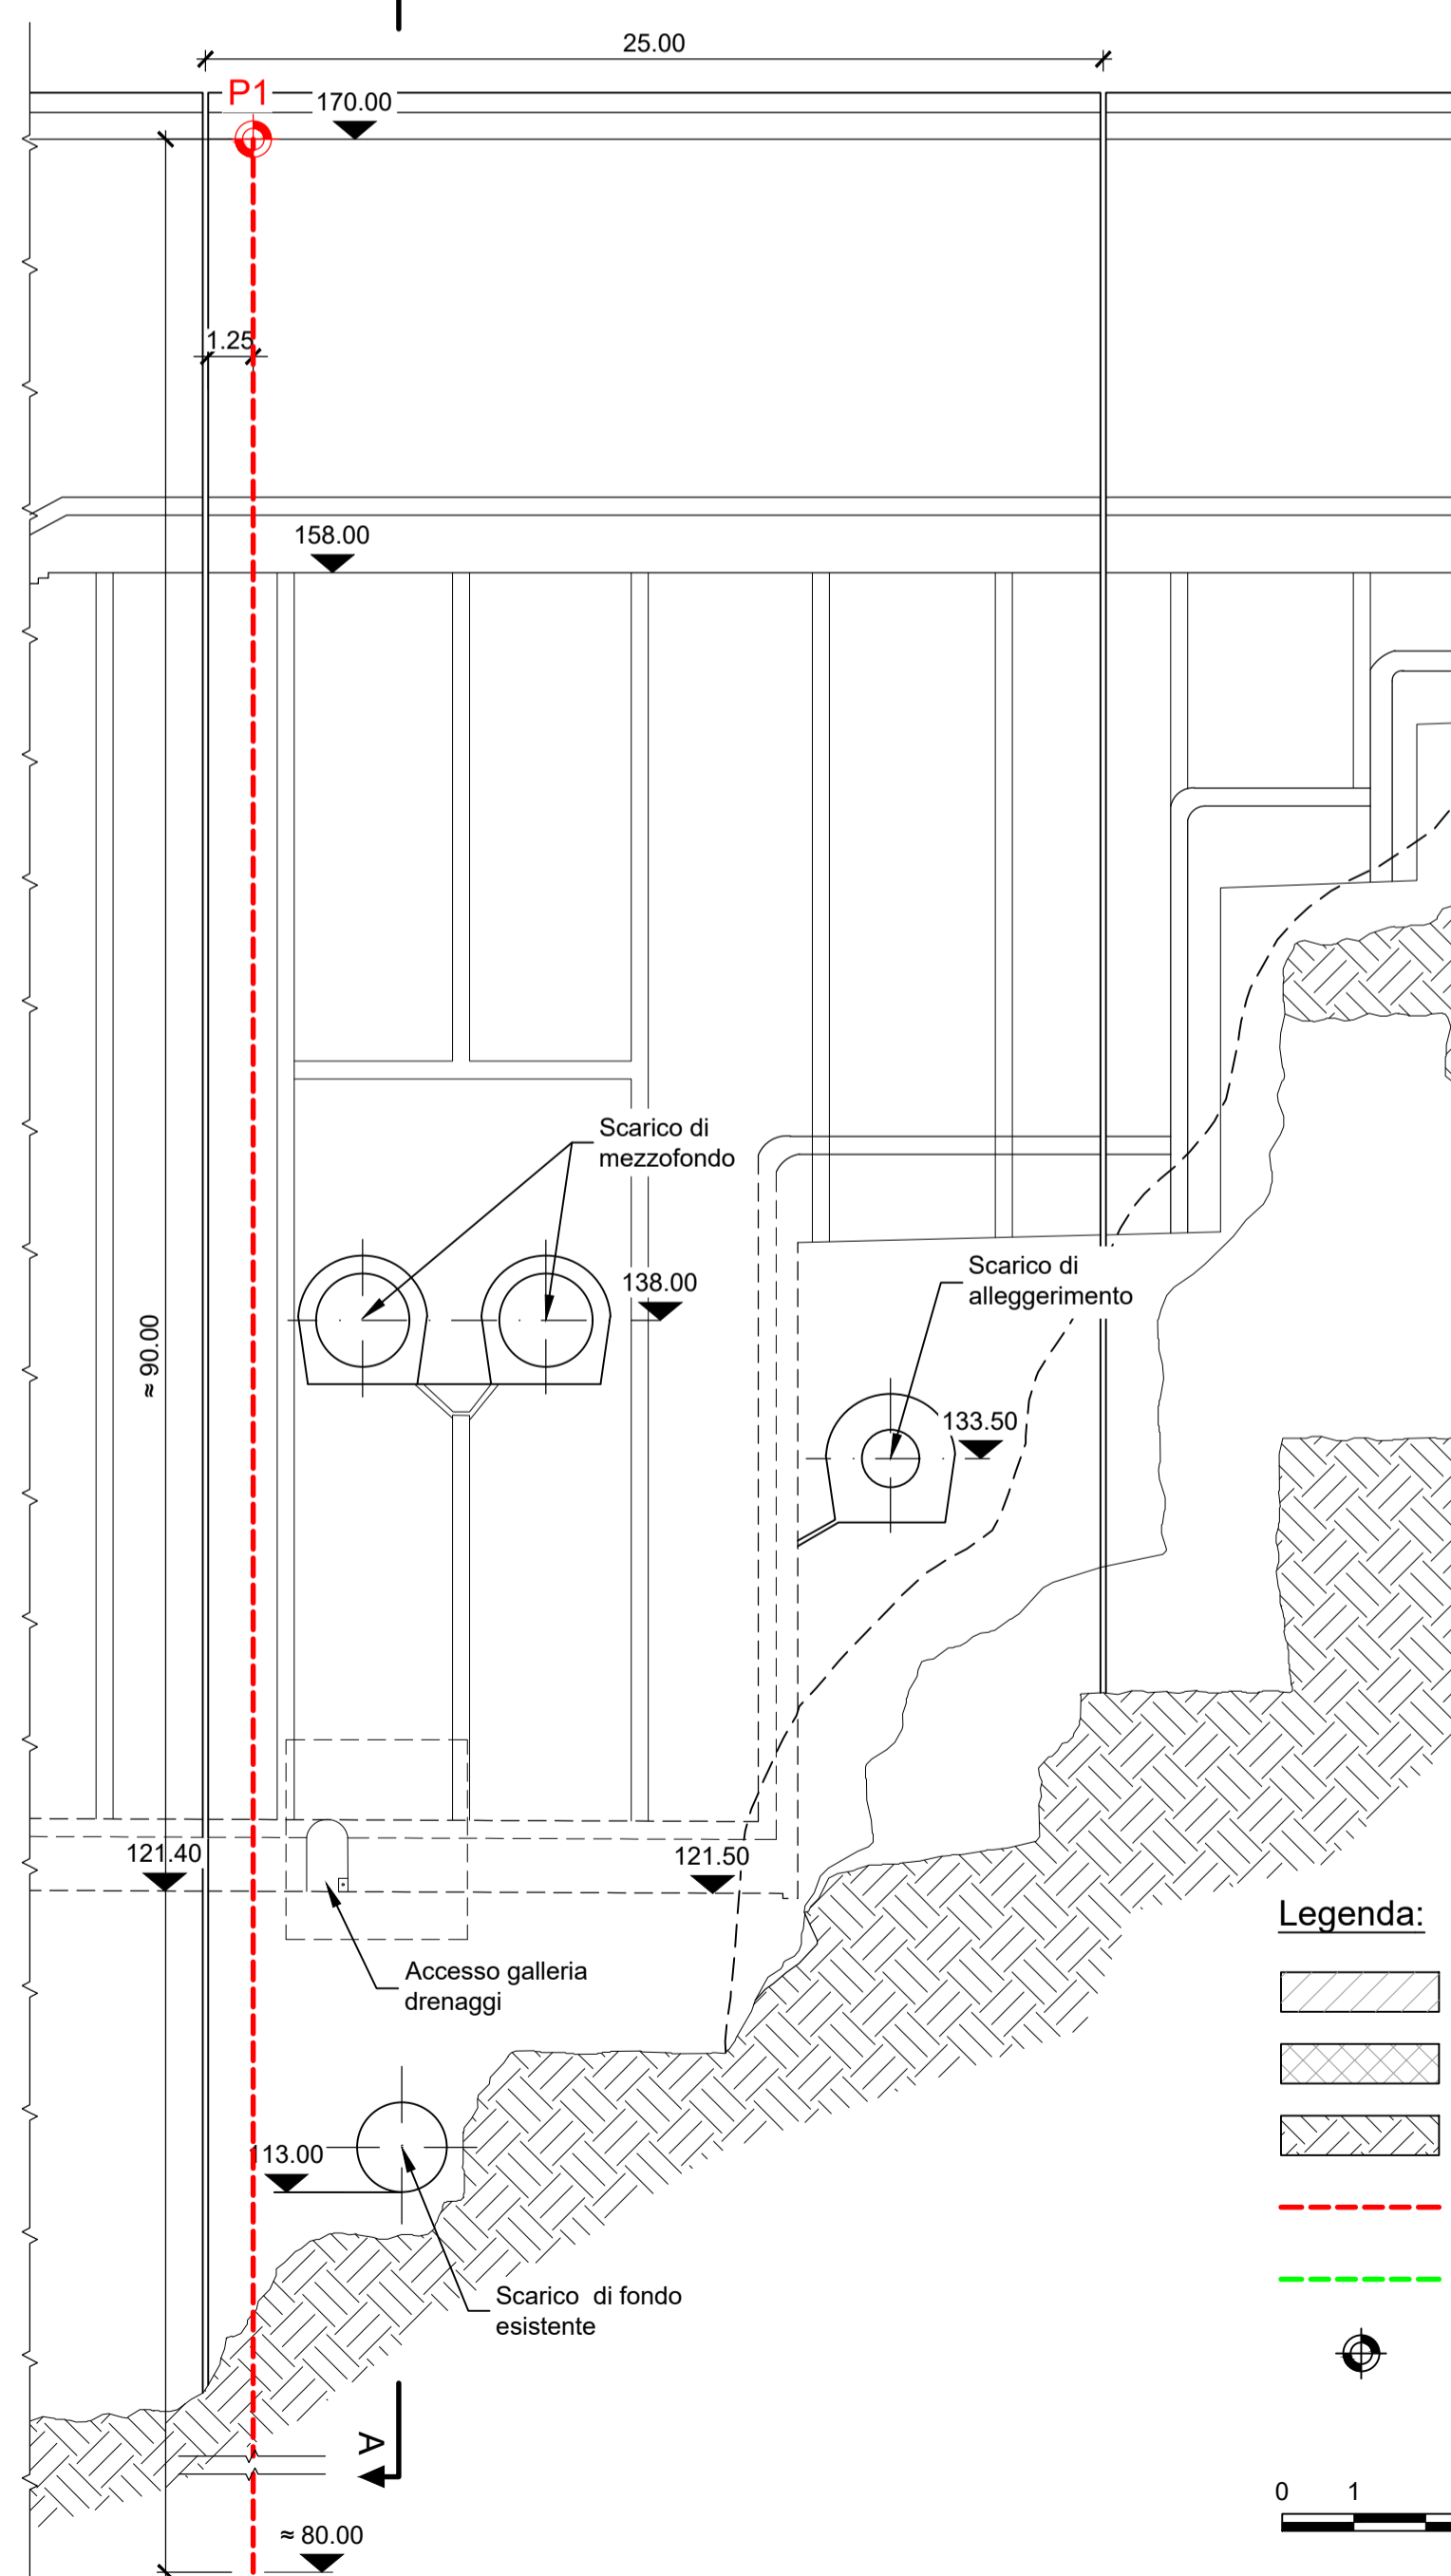 25.00
P1
170.00
1.25
158.00
Scarico di
mezzofondo
138.00
Scarico di
alleggerimento
≈ 90.00
133.50
121.40
121.50
Accesso galleria
drenaggi
Legenda:
113.00
Scarico di fondo
esistente
A
0 1
≈ 80.00